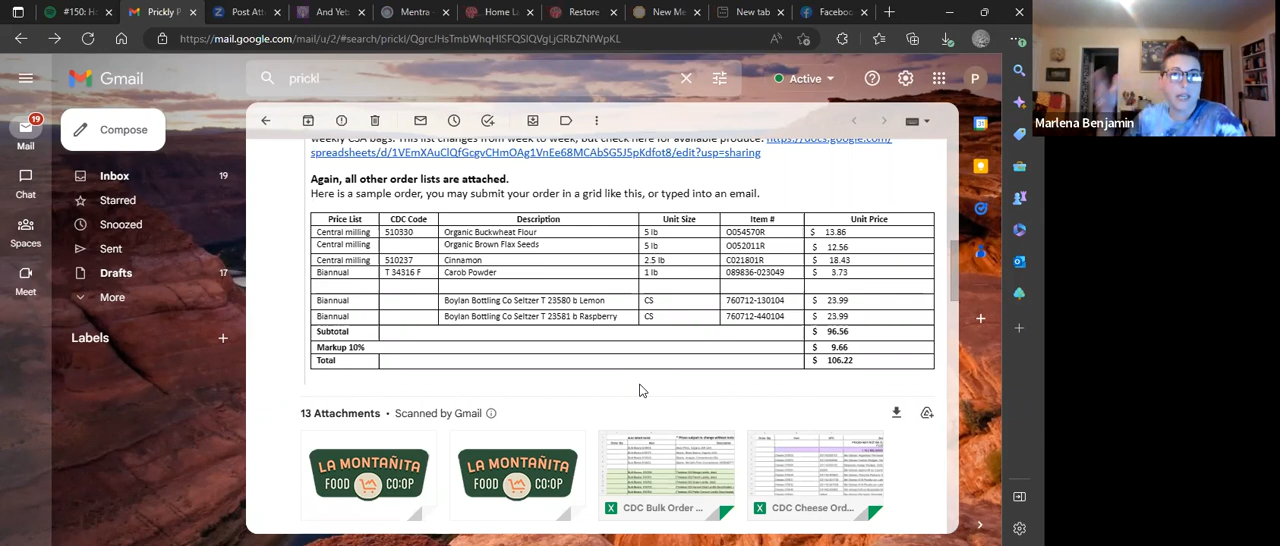 #150: H
Prickly P
Post Att
And Yet
Mentra -
Home L
Restore
New Me
New tab
Faceboo
https://mail.google.com/mail/u/2/#search/prickl/QgrcJHsTmbWhqHlSFQSlQVgLjGRbZNfWpKL
Gmail
prickl
Active
P
Marlena Benjamin
19
Mail
Chat
Spaces
Meet
Compose
Inbox
Starred
Snoozed
Sent
Drafts 17
More
Labels
weekly CSA bags. This list changes from week to week, but check here for available produce: https://docs.google.com/
spreadsheets/d/1VEmXAuClQfGcgvCHmOAg1VnEe68MCAbSG5J5pKdfot8/edit?usp=sharing
Again, all other order lists are attached.
Here is a sample order, you may submit your order in a grid like this, or typed into an email.
Price List CDC Code Description Unit Size Item # Unit Price
Central milling 510330 Organic Buckwheat Flour 5 lb O054570R $ 13.86
Central milling Organic Brown Flax Seeds 5 lb O052011R $ 12.56
Central milling 510237 Cinnamon 2.5 lb C021801R $ 18.43
Biannual T 34316 F Carob Powder 1 lb 089836-023049 $ 3.73
Biannual Boylan Bottling Co Seltzer T 23580 b Lemon CS 760712-130104 $ 23.99
Biannual Boylan Bottling Co Seltzer T 23581 b Raspberry CS 760712-440104 $ 23.99
Subtotal $ 96.56
Markup 10% $ 9.66
Total $ 106.22
13 Attachments • Scanned by Gmail
LA MONTAÑITA
FOOD CO·OP
LA MONTAÑITA
FOOD CO·OP
CDC Bulk Order ...
CDC Cheese Ord...